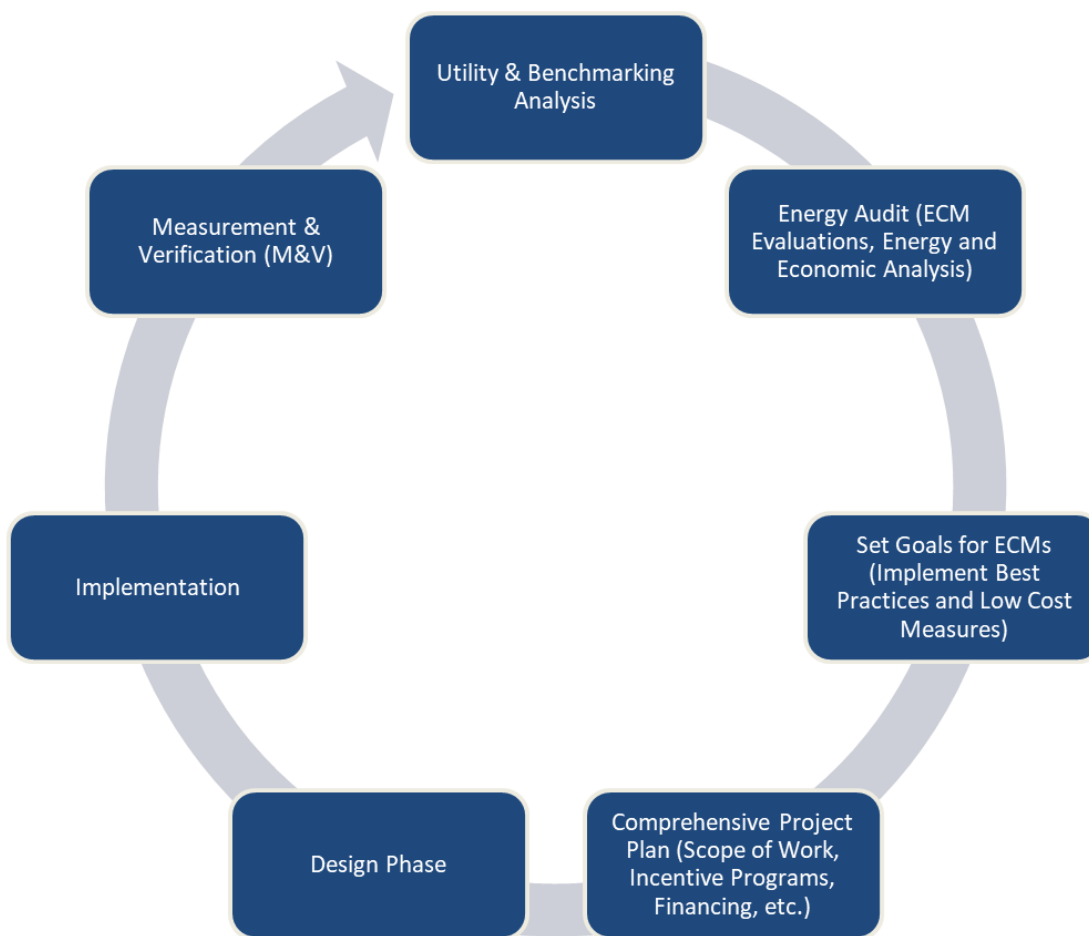 Utility & Benchmarking
Analysis
Energy Audit (ECM
Evaluations, Energy and
Economic Analysis)
Set Goals for ECMs
(Implement Best
Practices and Low Cost
Measures)
Comprehensive Project
Plan (Scope of Work,
Incentive Programs,
Financing, etc.)
Design Phase
Implementation
Measurement &
Verification (M&V)